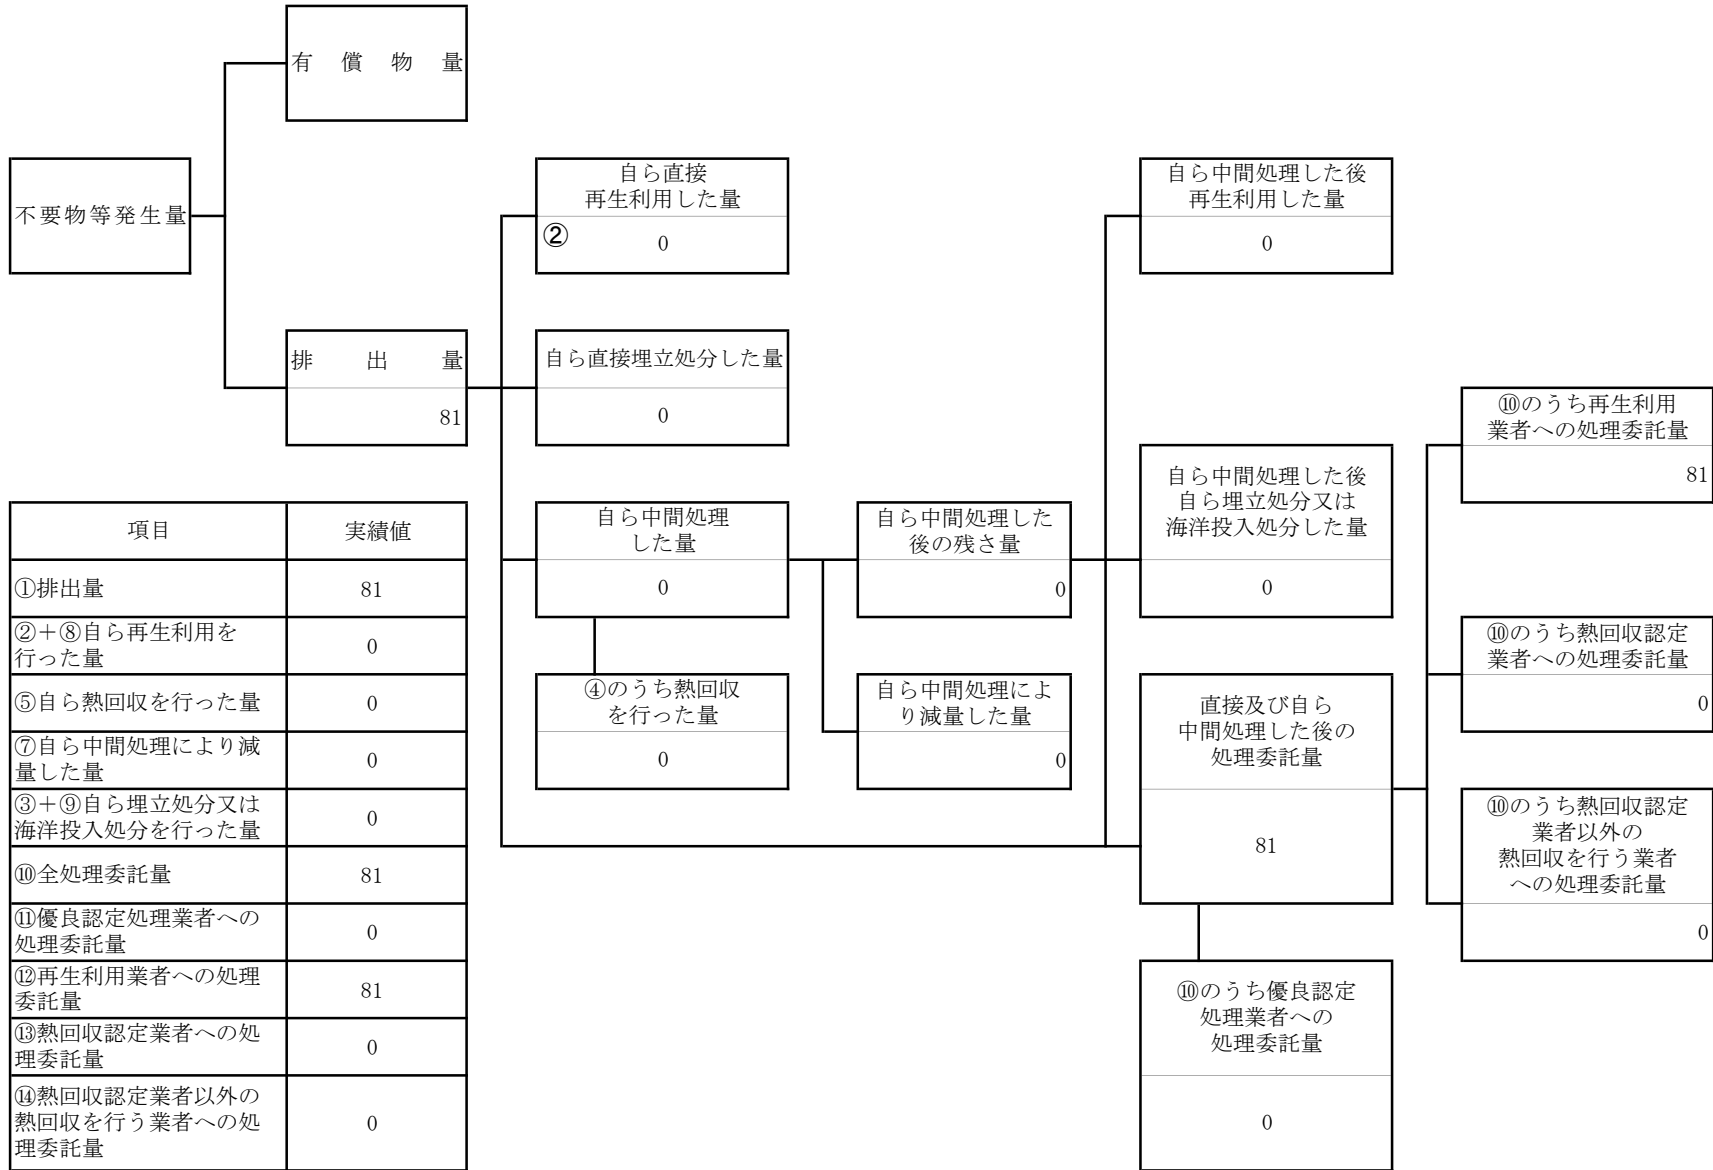 有償物量
不要物等発生量
自ら直接
再生利用した量
②
0
自ら中間処理した後
再生利用した量
0
排出量
81
自ら直接埋立処分した量
0
⑩のうち再生利用
業者への処理委託量
81
自ら中間処理
した量
0
自ら中間処理した
後の残さ量
0
自ら中間処理した後
自ら埋立処分又は
海洋投入処分した量
0
⑩のうち熱回収認定
業者への処理委託量
0
④のうち熱回収
を行った量
0
自ら中間処理によ
り減量した量
0
直接及び自ら
中間処理した後の
処理委託量
81
⑩のうち熱回収認定
業者以外の
熱回収を行う業者
への処理委託量
0
⑩のうち優良認定
処理業者への
処理委託量
0
項目 実績値
①排出量 81
②+⑧自ら再生利用を
行った量 0
⑤自ら熱回収を行った量 0
⑦自ら中間処理により減
量した量 0
③+⑨自ら埋立処分又は
海洋投入処分を行った量 0
⑩全処理委託量 81
⑪優良認定処理業者への
処理委託量 0
⑫再生利用業者への処理
委託量 81
⑬熱回収認定業者への処
理委託量 0
⑭熱回収認定業者以外の
熱回収を行う業者への処
理委託量 0